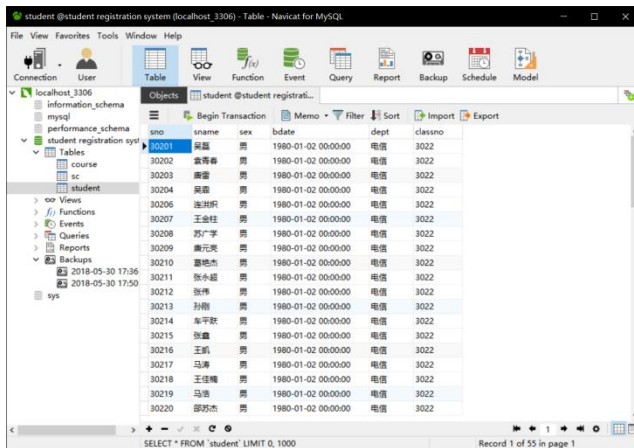 student @student registration system (localhost_3306) - Table - Navicat for MySQL
File View Favorites Tools Window Help
Connection User Table View Function Event Query Report Backup Schedule Model
localhost_3306
information_schema
mysql
performance_schema
student registration syst
Tables
course
sc
student
Views
Functions
Events
Queries
Reports
Backups
2018-05-30 17:36
2018-05-30 17:50
sys
Objects student @student registrati...
Begin Transaction Memo Filter Sort Import Export
sno sname sex bdate dept classno
30201 吴磊 男 1980-01-02 00:00:00 电信 3022
30202 袁青春 男 1980-01-02 00:00:00 电信 3022
30203 唐雷 男 1980-01-02 00:00:00 电信 3022
30204 吴霖 男 1980-01-02 00:00:00 电信 3022
30206 连洪炽 男 1980-01-02 00:00:00 电信 3022
30207 王金柱 男 1980-01-02 00:00:00 电信 3022
30208 苏广学 男 1980-01-02 00:00:00 电信 3022
30209 唐元亮 男 1980-01-02 00:00:00 电信 3022
30210 葛艳杰 男 1980-01-02 00:00:00 电信 3022
30211 张永超 男 1980-01-02 00:00:00 电信 3022
30212 张伟 男 1980-01-02 00:00:00 电信 3022
30213 孙刚 男 1980-01-02 00:00:00 电信 3022
30214 车平跃 男 1980-01-02 00:00:00 电信 3022
30215 张鑫 男 1980-01-02 00:00:00 电信 3022
30216 王凯 男 1980-01-02 00:00:00 电信 3022
30217 马涛 男 1980-01-02 00:00:00 电信 3022
30218 王佳楠 男 1980-01-02 00:00:00 电信 3022
30219 马浩 男 1980-01-02 00:00:00 电信 3022
30220 邵苏杰 男 1980-01-02 00:00:00 电信 3022
1
SELECT * FROM `student` LIMIT 0, 1000 Record 1 of 55 in page 1